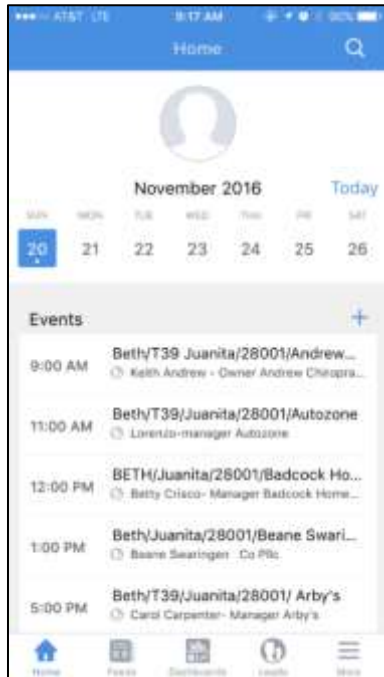 AT&T LTE 9:17 AM 90%
Home
November 2016 Today
SUN MON TUE WED THU FRI SAT
20 21 22 23 24 25 26
Events +
Beth/T39 Juanita/28001/Andrew...
9:00 AM
Keith Andrew - Owner Andrew Chiropra...
Beth/T39/Juanita/28001/Autozone
11:00 AM
Lorenzo-manager Autozone
BETH/Juanita/28001/Badcock Ho...
12:00 PM
Betty Crisco- Manager Badcock Home...
Beth/Juanita/28001/Beane Swari...
1:00 PM
Beane Swaringen Co Pllc
Beth/T39/Juanita/28001/ Arby's
5:00 PM
Carol Carpenter- Manager Arby's
Home Feeds Dashboards Leads More